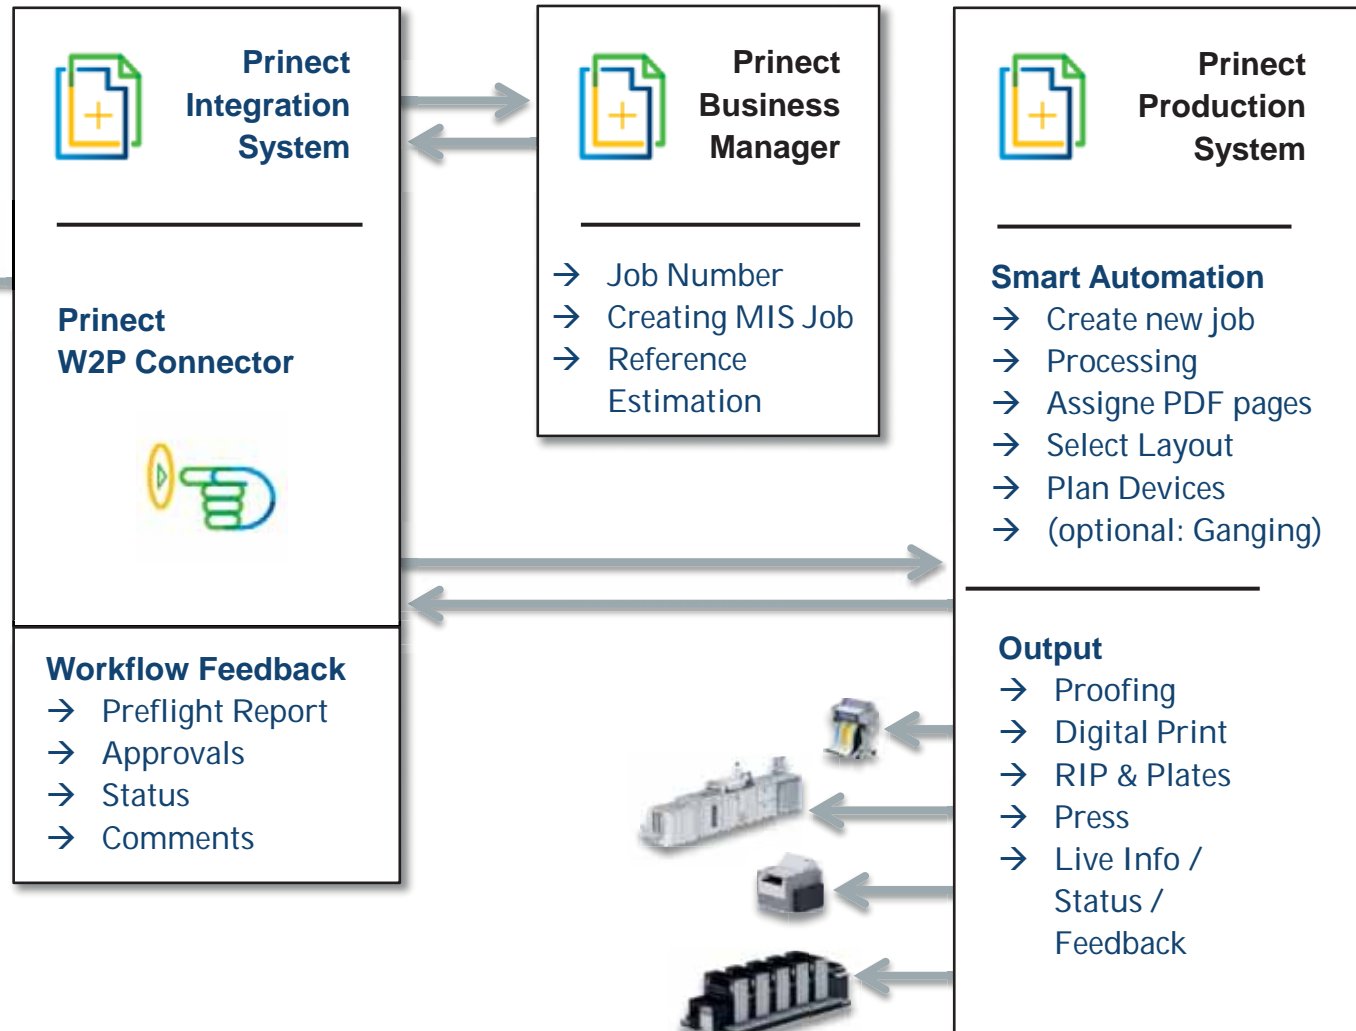 Prinect
Integration
System
Prinect
W2P Connector
Workflow Feedback
→ Preflight Report
→ Approvals
→ Status
→ Comments
Prinect
Business
Manager
→ Job Number
→ Creating MIS Job
→ Reference
Estimation
Prinect
Production
System
Smart Automation
→ Create new job
→ Processing
→ Assigne PDF pages
→ Select Layout
→ Plan Devices
→ (optional: Ganging)
Output
→ Proofing
→ Digital Print
→ RIP & Plates
→ Press
→ Live Info /
Status /
Feedback